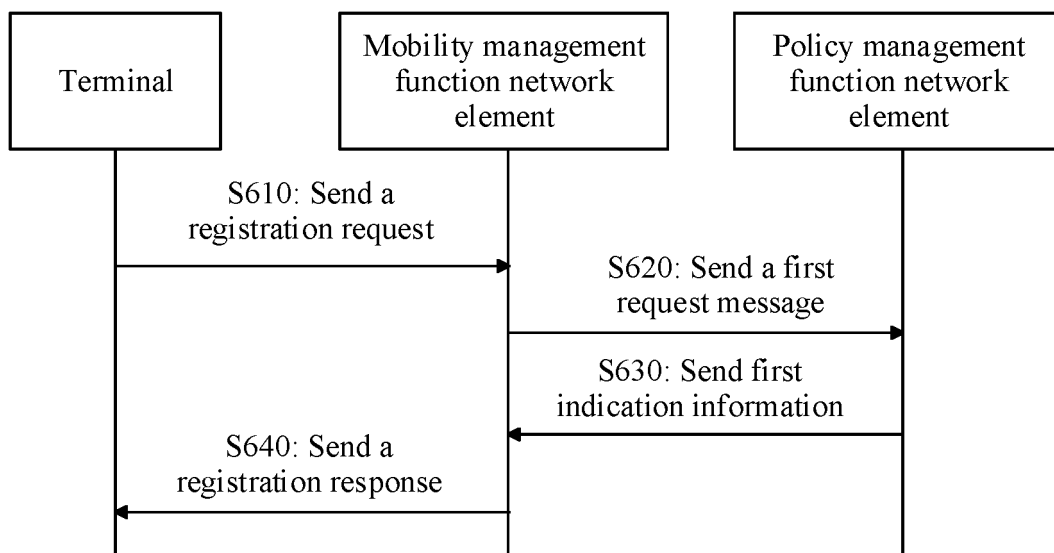 Terminal
Mobility management
function network
element
Policy management
function network
element
S610: Send a
registration request
S620: Send a first
request message
S630: Send first
indication information
S640: Send a
registration response